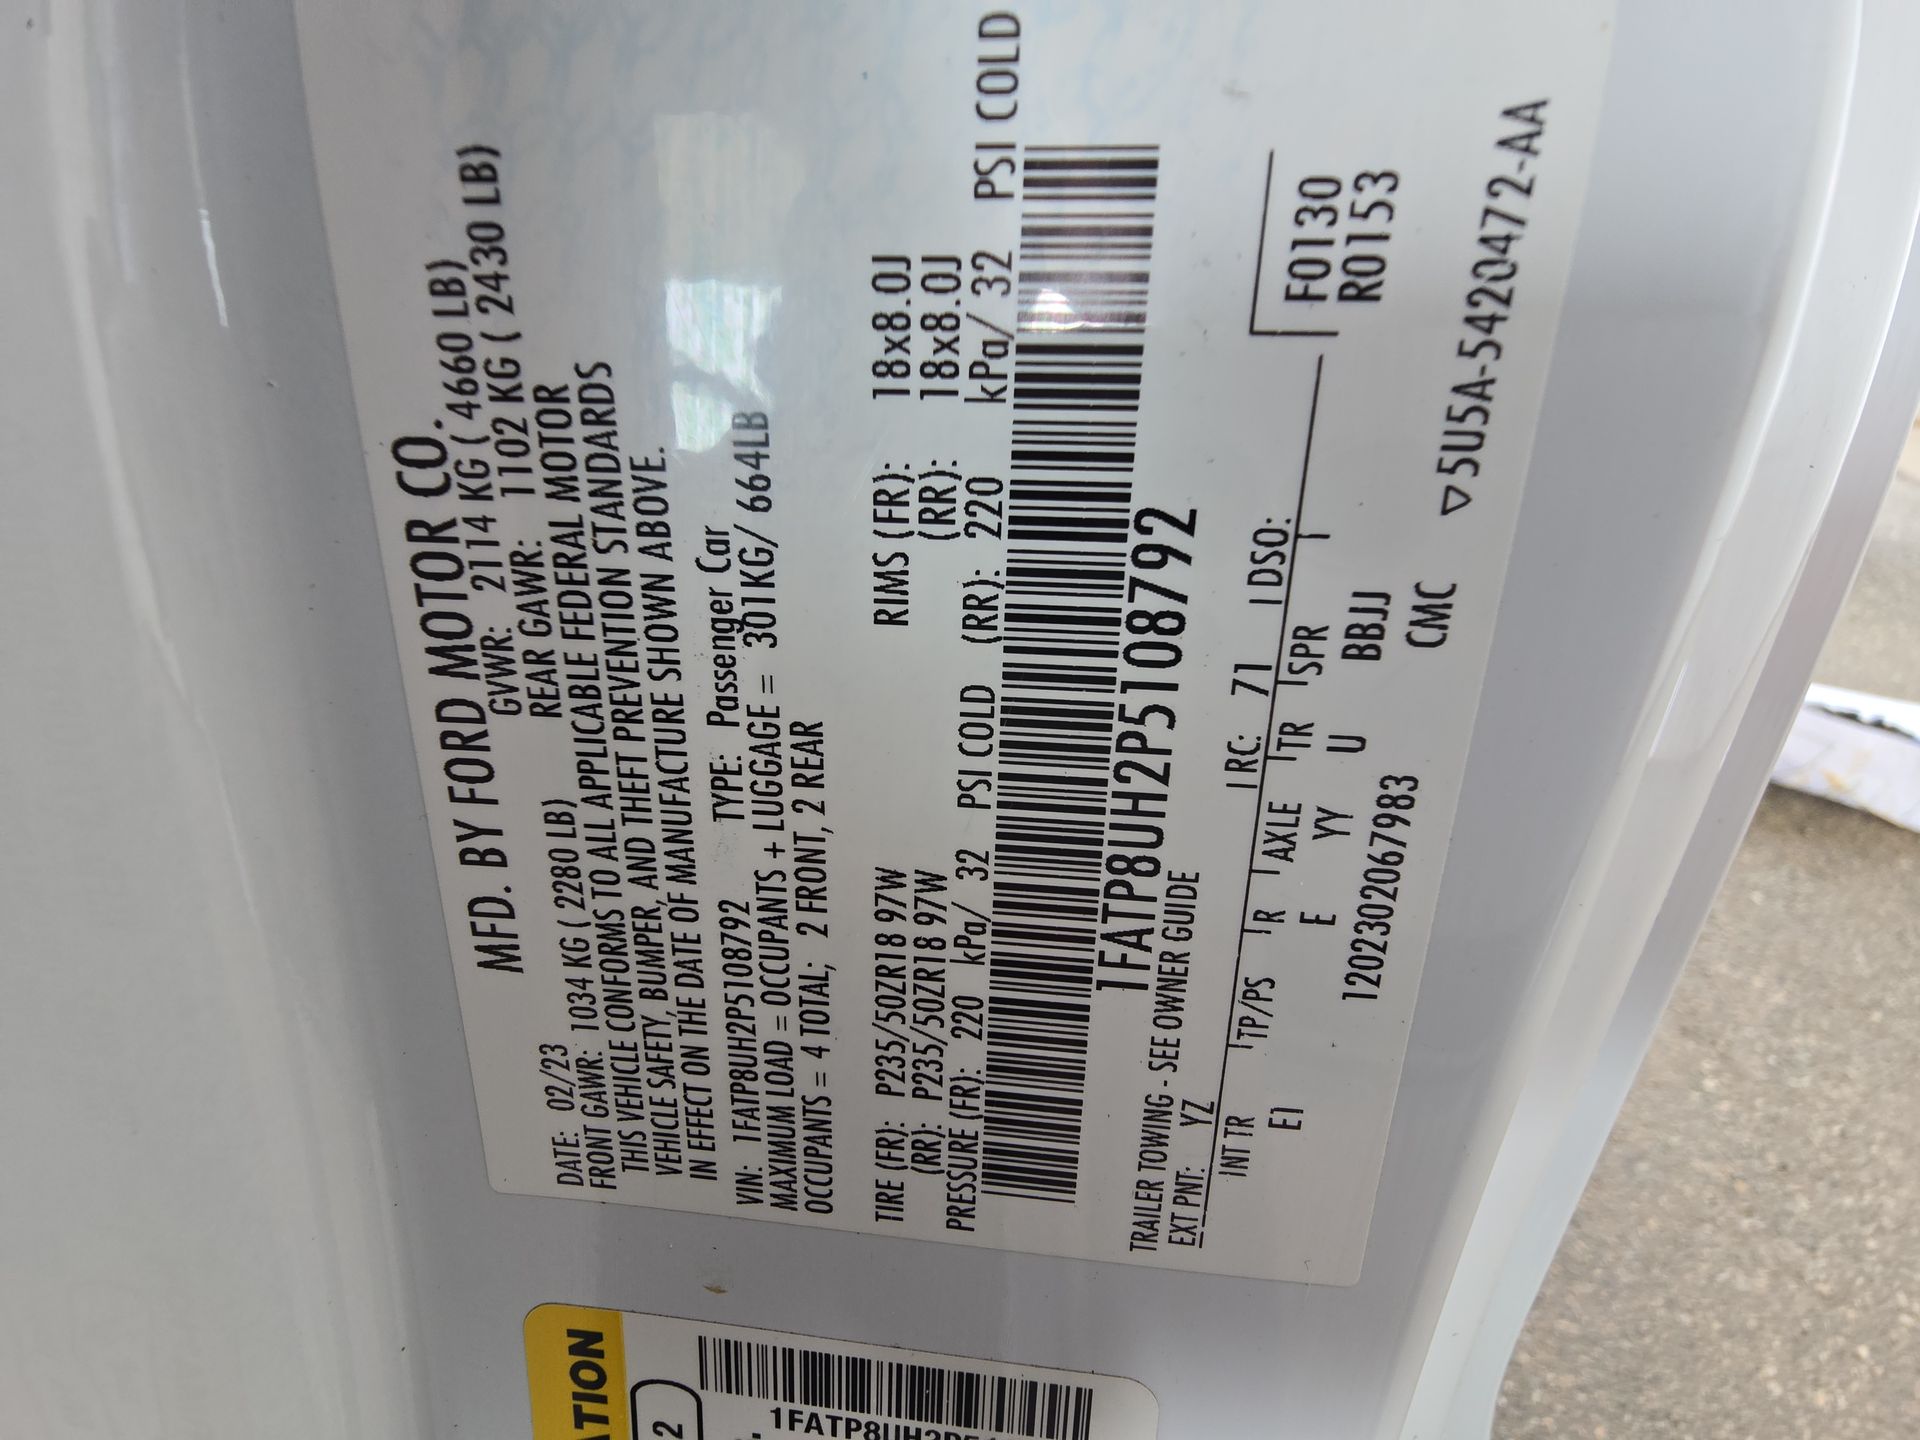 MFD. BY FORD MOTOR CO.
DATE: 02/23 GVWR: 2114 KG ( 4660 LB)
FRONT GAWR: 1034 KG ( 2280 LB) REAR GAWR: 1102 KG ( 2430 LB)
THIS VEHICLE CONFORMS TO ALL APPLICABLE FEDERAL MOTOR
VEHICLE SAFETY, BUMPER, AND THEFT PREVENTION STANDARDS
IN EFFECT ON THE DATE OF MANUFACTURE SHOWN ABOVE.
VIN: 1FATP8UH2P5108792 TYPE: Passenger Car
MAXIMUM LOAD = OCCUPANTS + LUGGAGE = 301KG/ 664LB
OCCUPANTS = 4 TOTAL; 2 FRONT, 2 REAR
TIRE (FR): P235/50ZR18 97W RIMS (FR): 18x8.0J
(RR): P235/50ZR18 97W (RR): 18x8.0J
PRESSURE (FR): 220 kPa/ 32 PSI COLD (RR): 220 kPa/ 32 PSI COLD
1FATP8UH2P5108792
TRAILER TOWING - SEE OWNER GUIDE
EXT PNT: YZ RC: 71 DSO:
INT TR TP/PS R AXLE TR SPR
E1 E YY U BBJJ
F0130
R0153
1202302067983 CMC
▽5U5A-5420472-AA
ATION
2
1FATP8UH2P5